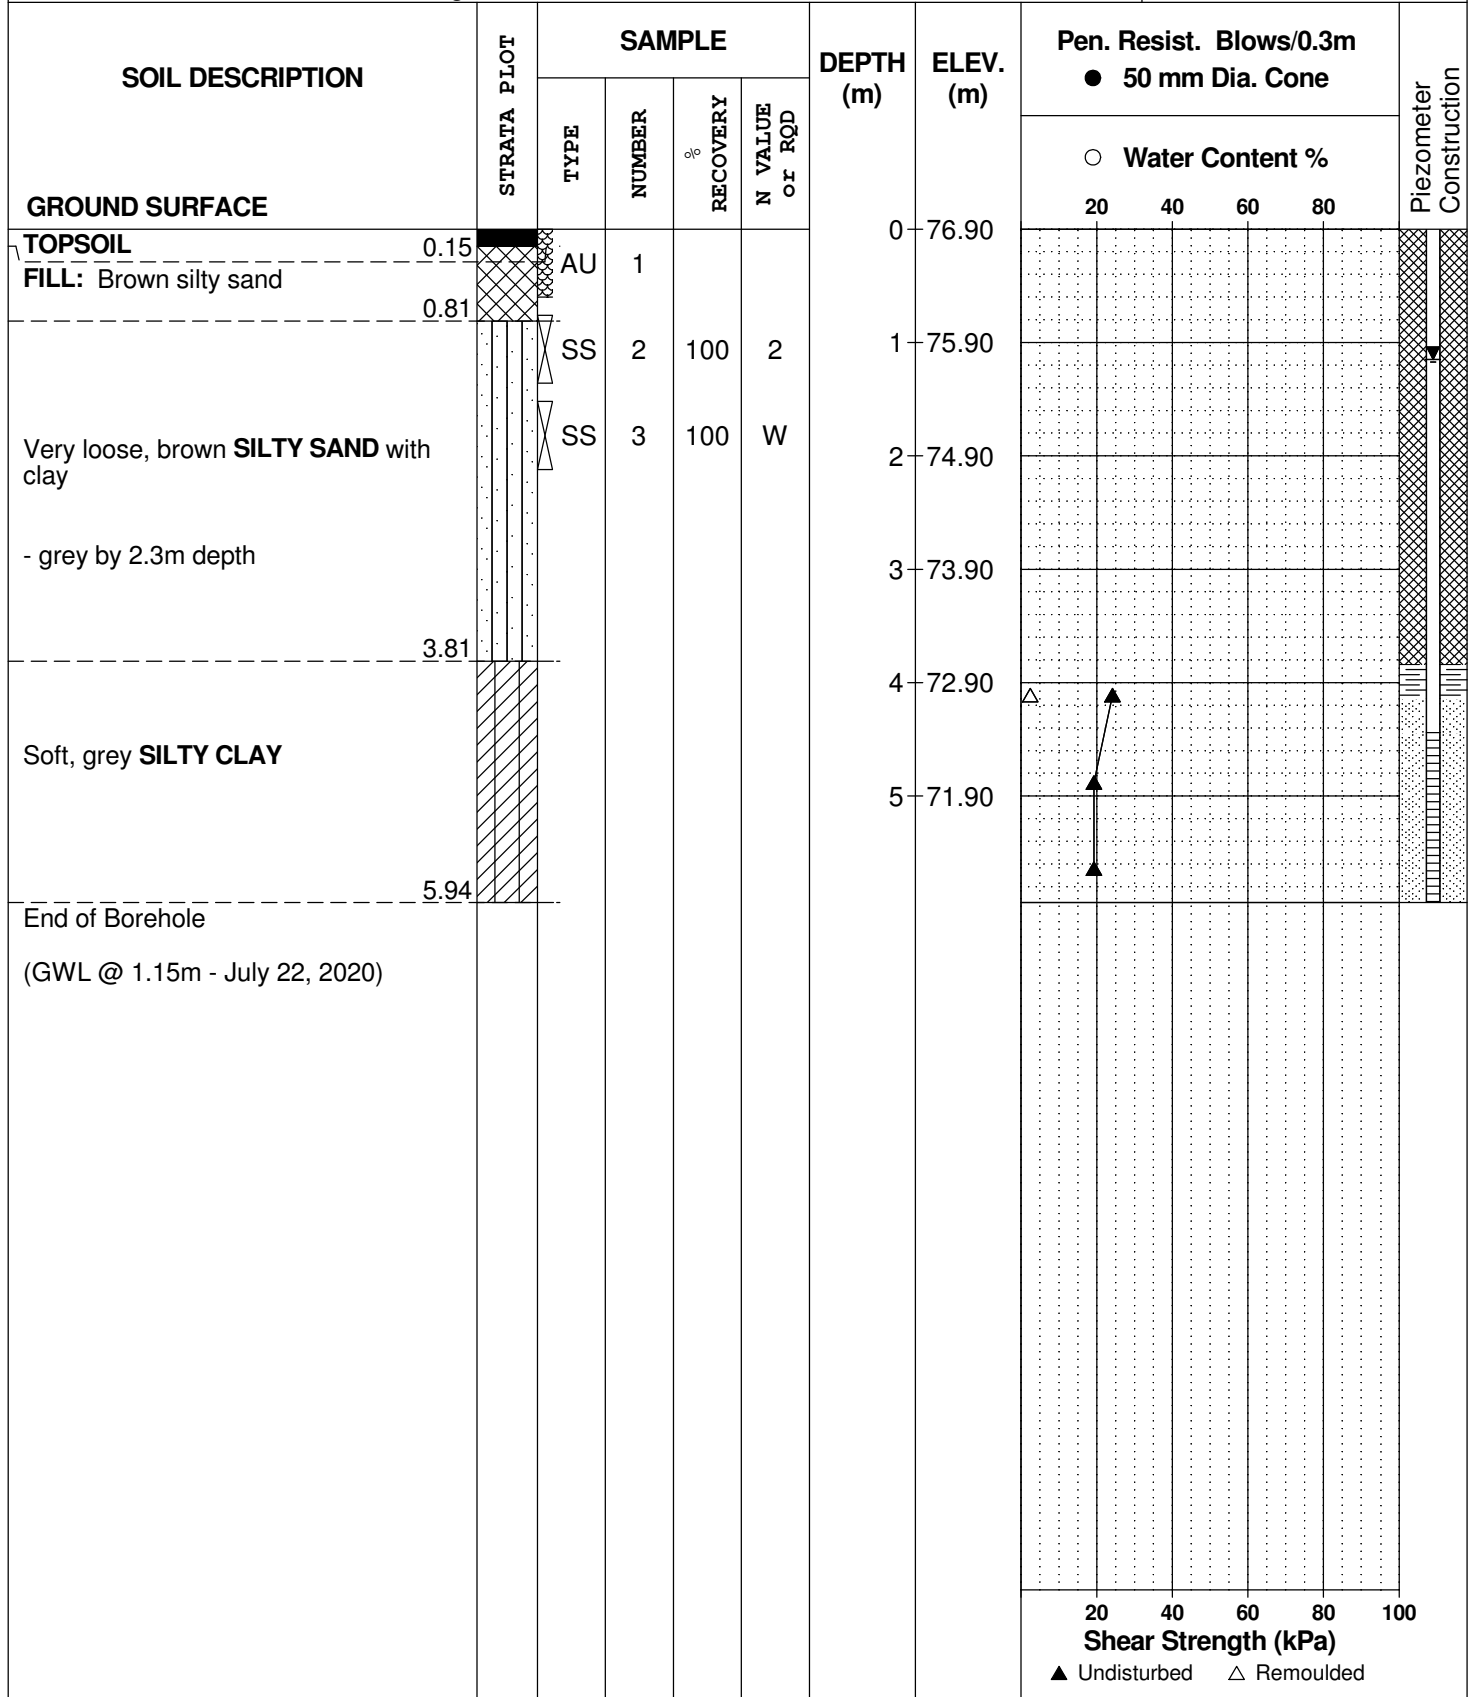 SOIL DESCRIPTION
GROUND SURFACE
STRATA PLOT
SAMPLE
TYPE
NUMBER
% RECOVERY
N VALUE or RQD
DEPTH (m)
ELEV. (m)
Pen. Resist. Blows/0.3m
● 50 mm Dia. Cone
○ Water Content %
20 40 60 80
Piezometer Construction
TOPSOIL 0.15
FILL: Brown silty sand
0.81
AU 1
SS 2 100 2
SS 3 100 W
Very loose, brown SILTY SAND with
clay
- grey by 2.3m depth
3.81
Soft, grey SILTY CLAY
5.94
End of Borehole
(GWL @ 1.15m - July 22, 2020)
0 76.90
1 75.90
2 74.90
3 73.90
4 72.90
5 71.90
20 40 60 80 100
Shear Strength (kPa)
▲ Undisturbed △ Remoulded